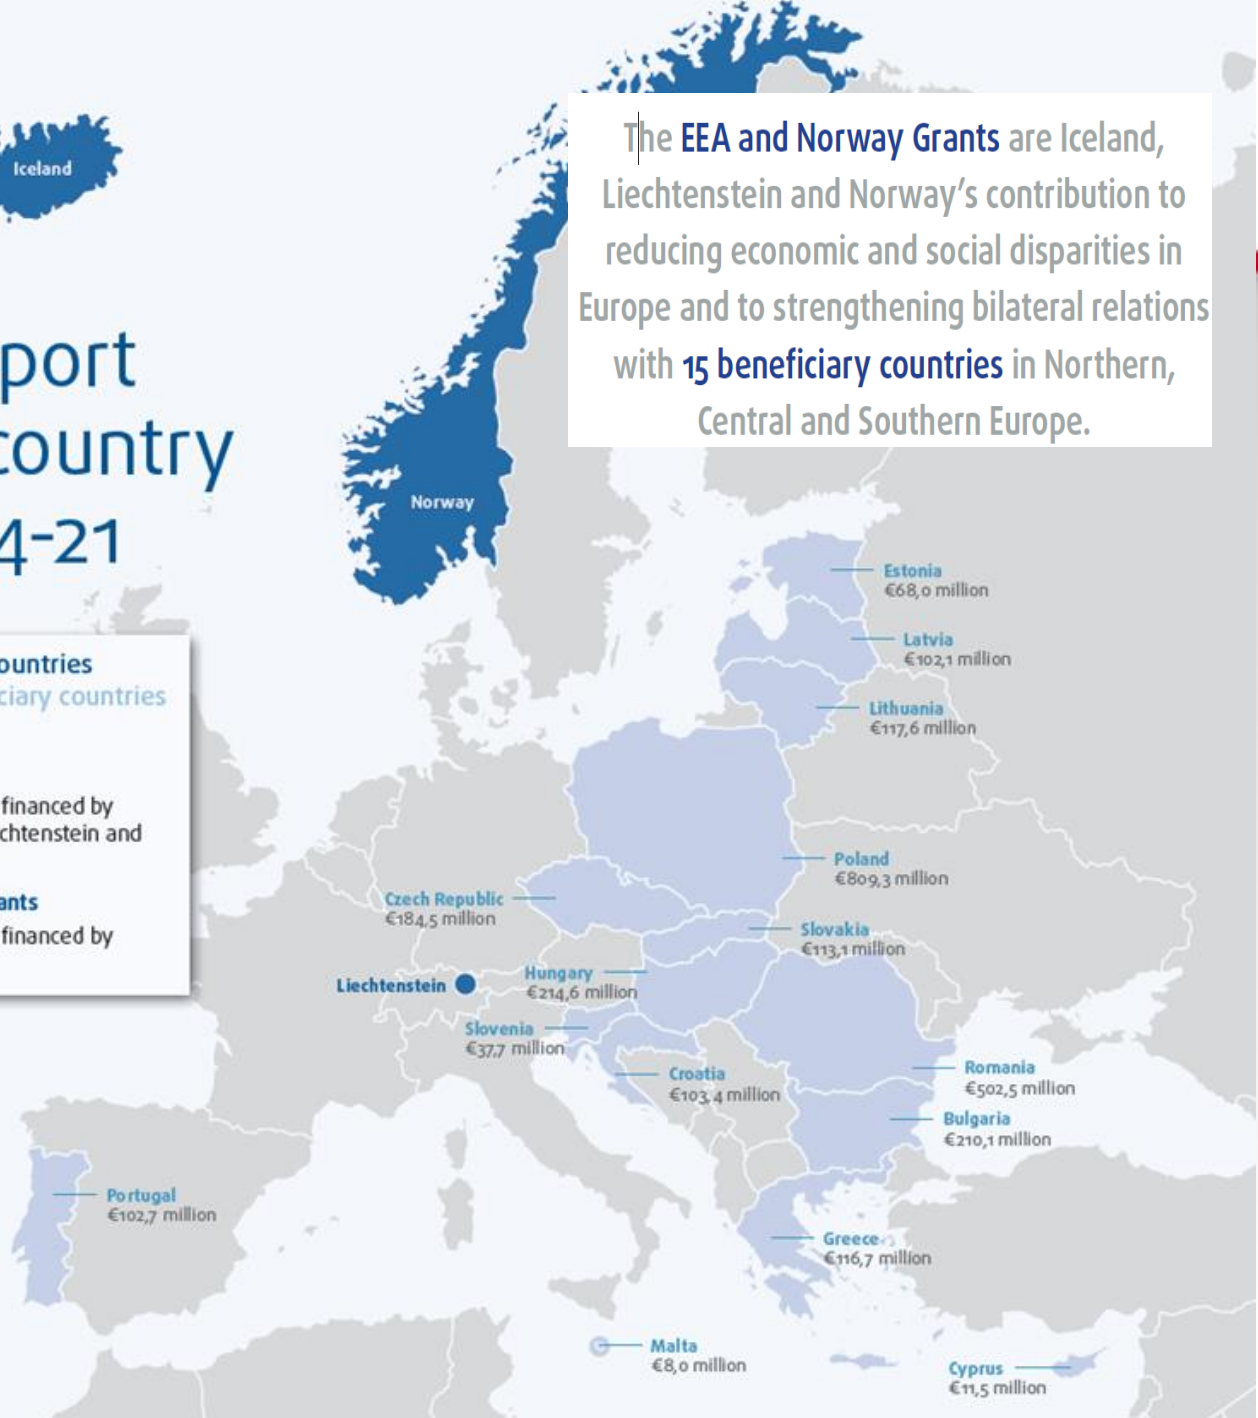 Iceland
The EEA and Norway Grants are Iceland,
Liechtenstein and Norway's contribution to
reducing economic and social disparities in
Europe and to strengthening bilateral relations
with 15 beneficiary countries in Northern,
Central and Southern Europe.
port
country
4-21
Norway
Estonia
€68,0 million
Latvia
€102,1 million
Lithuania
€117,6 million
ountries
ciary countries
financed by
chtenstein and
ants
financed by
Poland
€809,3 million
Czech Republic
€184,5 million
Slovakia
€113,1 million
Liechtenstein
Hungary
€214,6 million
Slovenia
€37,7 million
Croatia
€103,4 million
Romania
€502,5 million
Bulgaria
€210,1 million
Portugal
€102,7 million
Greece
€116,7 million
Malta
€8,0 million
Cyprus
€11,5 million